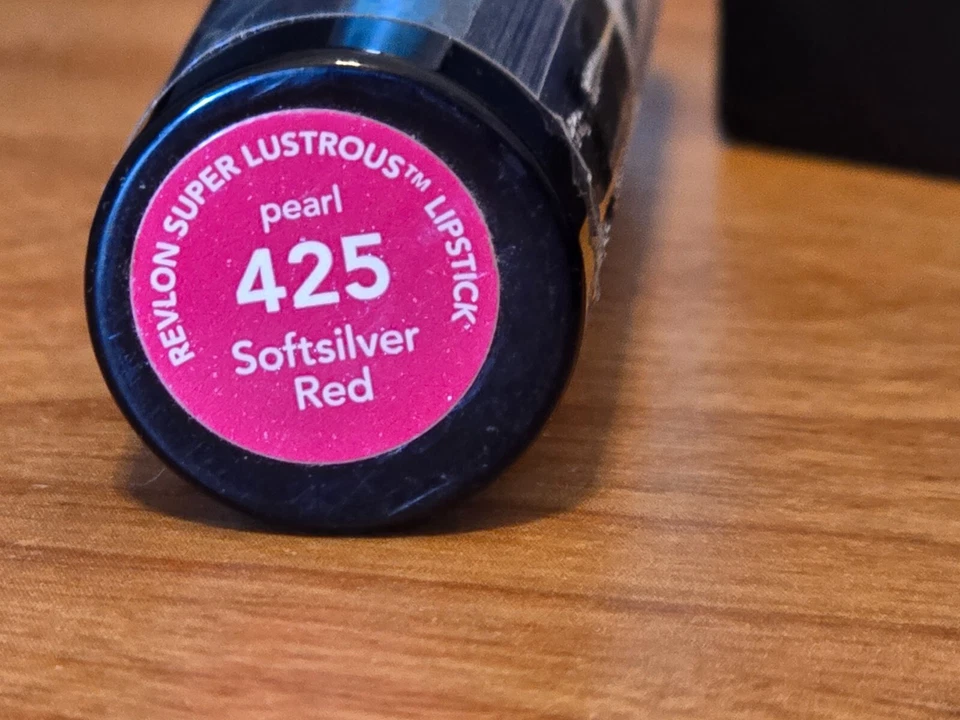 REVLON SUPER LUSTROUS™ LIPSTICK
pearl
425
Softsilver
Red